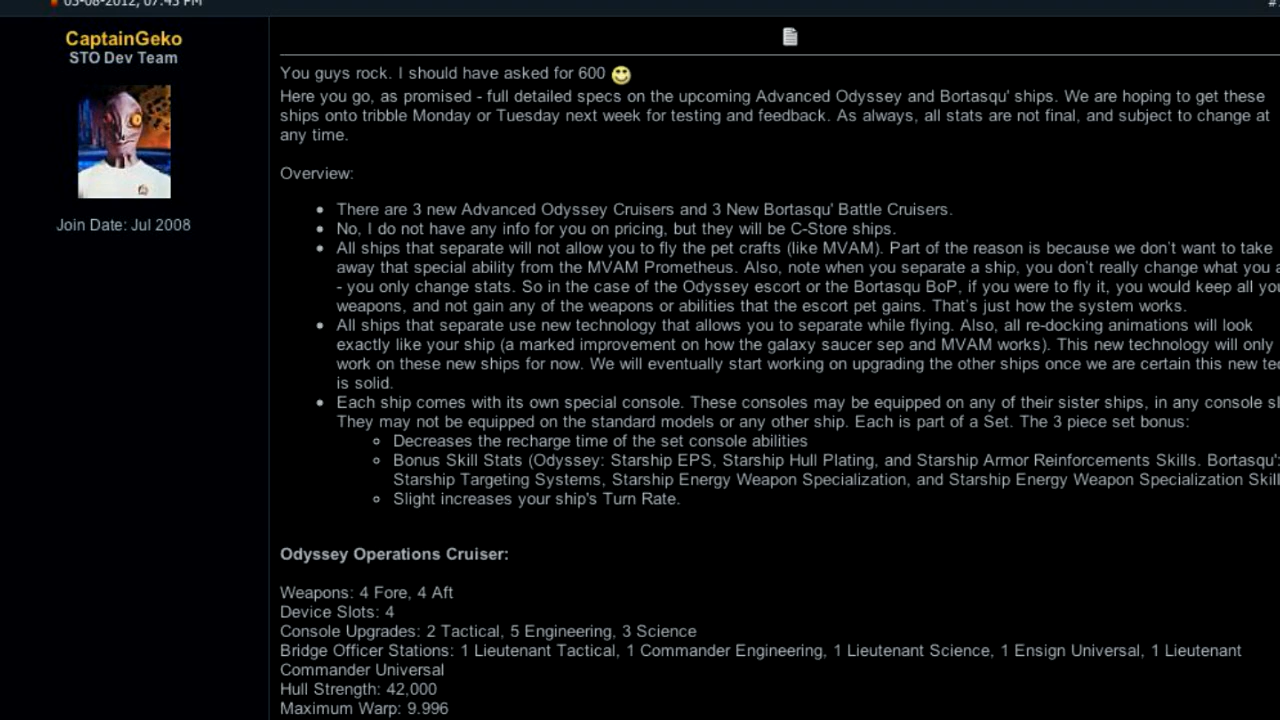 03-08-2012, 07:43 PM
CaptainGeko
STO Dev Team
Join Date: Jul 2008
You guys rock. I should have asked for 600
Here you go, as promised - full detailed specs on the upcoming Advanced Odyssey and Bortasqu' ships. We are hoping to get these
ships onto tribble Monday or Tuesday next week for testing and feedback. As always, all stats are not final, and subject to change at
any time.
Overview:
• There are 3 new Advanced Odyssey Cruisers and 3 New Bortasqu' Battle Cruisers.
• No, I do not have any info for you on pricing, but they will be C-Store ships.
• All ships that separate will not allow you to fly the pet crafts (like MVAM). Part of the reason is because we don't want to take
away that special ability from the MVAM Prometheus. Also, note when you separate a ship, you don't really change what you
- you only change stats. So in the case of the Odyssey escort or the Bortasqu BoP, if you were to fly it, you would keep all
weapons, and not gain any of the weapons or abilities that the escort pet gains. That's just how the system works.
• All ships that separate use new technology that allows you to separate while flying. Also, all re-docking animations will look
exactly like your ship (a marked improvement on how the galaxy saucer sep and MVAM works). This new technology will only
work on these new ships for now. We will eventually start working on upgrading the other ships once we are certain this new
is solid.
• Each ship comes with its own special console. These consoles may be equipped on any of their sister ships, in any console
They may not be equipped on the standard models or any other ship. Each is part of a Set. The 3 piece set bonus:
◦ Decreases the recharge time of the set console abilities
◦ Bonus Skill Stats (Odyssey: Starship EPS, Starship Hull Plating, and Starship Armor Reinforcements Skills. Bortasqu':
Starship Targeting Systems, Starship Energy Weapon Specialization, and Starship Energy Weapon Specialization
◦ Slight increases your ship's Turn Rate.
Odyssey Operations Cruiser:
Weapons: 4 Fore, 4 Aft
Device Slots: 4
Console Upgrades: 2 Tactical, 5 Engineering, 3 Science
Bridge Officer Stations: 1 Lieutenant Tactical, 1 Commander Engineering, 1 Lieutenant Science, 1 Ensign Universal, 1 Lieutenant
Commander Universal
Hull Strength: 42,000
Maximum Warp: 9.996